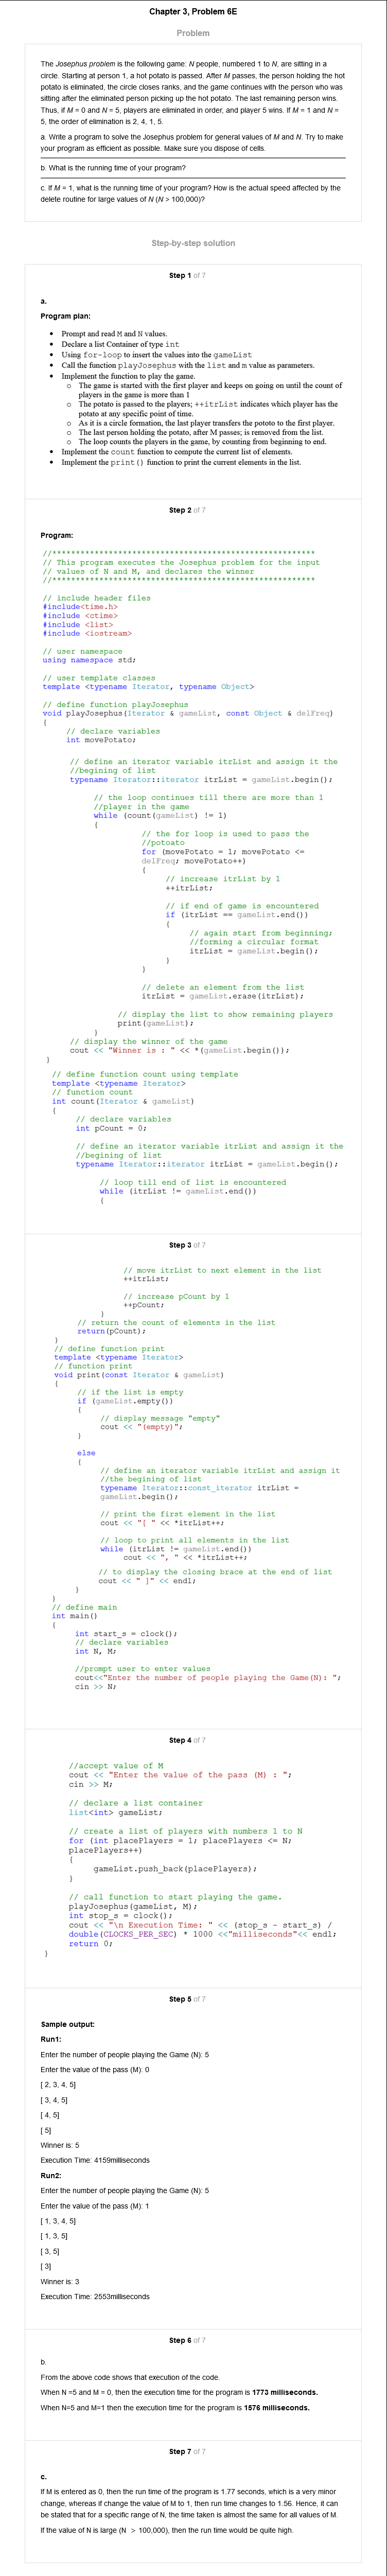 Chapter 3, Problem 6E
Problem
The Josephus problem is the following game: N people, numbered 1 to N, are sitting in a
circle. Starting at person 1, a hot potato is passed. After M passes, the person holding the hot
potato is eliminated, the circle closes ranks, and the game continues with the person who was
sitting after the eliminated person picking up the hot potato. The last remaining person wins.
Thus, if M = 0 and N = 5, players are eliminated in order, and player 5 wins. If M = 1 and N =
5, the order of elimination is 2, 4, 1, 5.
a. Write a program to solve the Josephus problem for general values of M and N. Try to make
your program as efficient as possible. Make sure you dispose of cells.
b. What is the running time of your program?
c. If M = 1, what is the running time of your program? How is the actual speed affected by the
delete routine for large values of N (N > 100,000)?
Step-by-step solution
Step 1 of 7
a.
Program plan:
• Prompt and read M and N values.
• Declare a list Container of type int
• Using for-loop to insert the values into the gameList
• Call the function playJosephus with the list and m value as parameters.
• Implement the function to play the game.
o The game is started with the first player and keeps on going on until the count of
players in the game is more than 1
o The potato is passed to the players; ++itrList indicates which player has the
potato at any specific point of time.
o As it is a circle formation, the last player transfers the pototo to the first player.
o The last person holding the potato, after M passes; is removed from the list.
o The loop counts the players in the game, by counting from beginning to end.
• Implement the count function to compute the current list of elements.
• Implement the print() function to print the current elements in the list.
Step 2 of 7
Program:
//********************************************************
// This program executes the Josephus problem for the input
// values of N and M, and declares the winner
//********************************************************
// include header files
#include<time.h>
#include <ctime>
#include <list>
#include <iostream>
// user namespace
using namespace std;
// user template classes
template <typename Iterator, typename Object>
// define function playJosephus
void playJosephus(Iterator & gameList, const Object & delFreq)
{
// declare variables
int movePotato;
// define an iterator variable itrList and assign it the
//begining of list
typename Iterator::iterator itrList = gameList.begin();
// the loop continues till there are more than 1
//player in the game
while (count(gameList) != 1)
{
// the for loop is used to pass the
//potoato
for (movePotato = 1; movePotato <=
delFreq; movePotato++)
{
// increase itrList by 1
++itrList;
// if end of game is encountered
if (itrList == gameList.end())
{
// again start from beginning;
//forming a circular format
itrList = gameList.begin();
}
}
// delete an element from the list
itrList = gameList.erase(itrList);
// display the list to show remaining players
print(gameList);
}
// display the winner of the game
cout << "Winner is : " << *(gameList.begin());
}
// define function count using template
template <typename Iterator>
// function count
int count(Iterator & gameList)
{
// declare variables
int pCount = 0;
// define an iterator variable itrList and assign it the
//begining of list
typename Iterator::iterator itrList = gameList.begin();
// loop till end of list is encountered
while (itrList != gameList.end())
{
Step 3 of 7
// move itrList to next element in the list
++itrList;
// increase pCount by 1
++pCount;
}
// return the count of elements in the list
return(pCount);
}
// define function print
template <typename Iterator>
// function print
void print(const Iterator & gameList)
{
// if the list is empty
if (gameList.empty())
{
// display message "empty"
cout << "(empty)";
}
else
{
// define an iterator variable itrList and assign it
//the begining of list
typename Iterator::const_iterator itrList =
gameList.begin();
// print the first element in the list
cout << "[ " << *itrList++;
// loop to print all elements in the list
while (itrList != gameList.end())
cout << ", " << *itrList++;
// to display the closing brace at the end of list
cout << " ]" << endl;
}
}
// define main
int main()
{
int start_s = clock();
// declare variables
int N, M;
//prompt user to enter values
cout<<"Enter the number of people playing the Game(N): ";
cin >> N;
Step 4 of 7
//accept value of M
cout << "Enter the value of the pass (M) : ";
cin >> M;
// declare a list container
list<int> gameList;
// create a list of players with numbers 1 to N
for (int placePlayers = 1; placePlayers <= N;
placePlayers++)
{
gameList.push_back(placePlayers);
}
// call function to start playing the game.
playJosephus(gameList, M);
int stop_s = clock();
cout << "\n Execution Time: " << (stop_s - start_s) /
double(CLOCKS_PER_SEC) * 1000 <<"milliseconds"<< endl;
return 0;
}
Step 5 of 7
Sample output:
Run1:
Enter the number of people playing the Game (N): 5
Enter the value of the pass (M): 0
[ 2, 3, 4, 5]
[ 3, 4, 5]
[ 4, 5]
[ 5]
Winner is: 5
Execution Time: 4159milliseconds
Run2:
Enter the number of people playing the Game (N): 5
Enter the value of the pass (M): 1
[ 1, 3, 4, 5]
[ 1, 3, 5]
[ 3, 5]
[ 3]
Winner is: 3
Execution Time: 2553milliseconds
Step 6 of 7
b.
From the above code shows that execution of the code.
When N =5 and M = 0, then the execution time for the program is 1773 milliseconds.
When N=5 and M=1 then the execution time for the program is 1576 milliseconds.
Step 7 of 7
c.
If M is entered as 0, then the run time of the program is 1.77 seconds, which is a very minor
change, whereas if change the value of M to 1, then run time changes to 1.56. Hence, it can
be stated that for a specific range of N, the time taken is almost the same for all values of M.
If the value of N is large (N > 100,000), then the run time would be quite high.